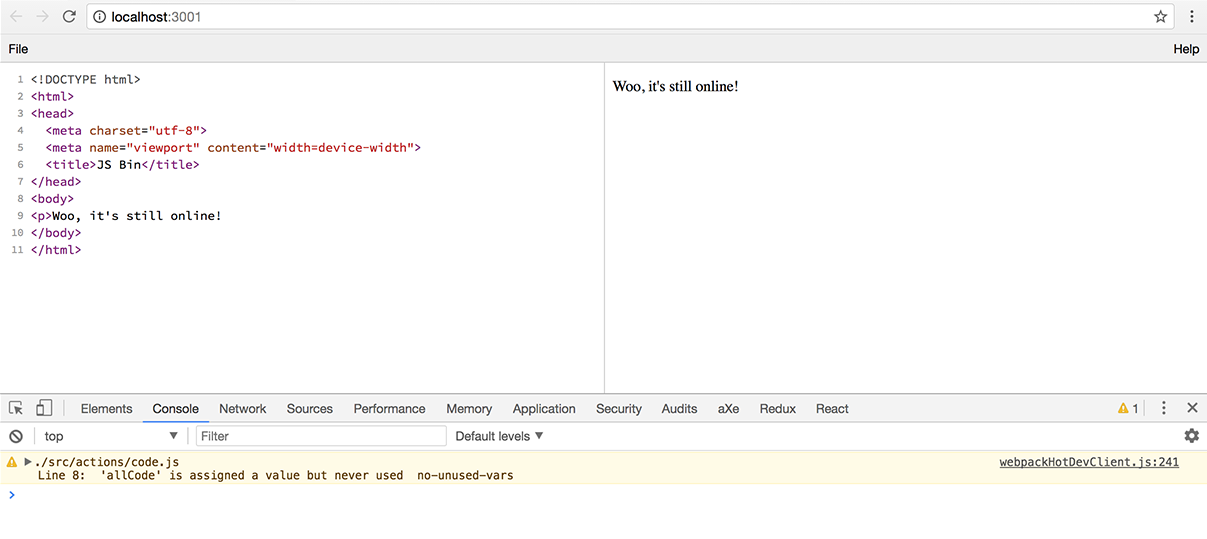 localhost:3001
File Help
1 <!DOCTYPE html>
2 <html>
3 <head>
4 <meta charset="utf-8">
5 <meta name="viewport" content="width=device-width">
6 <title>JS Bin</title>
7 </head>
8 <body>
9 <p>Woo, it's still online!
10 </body>
11 </html>
Woo, it's still online!
Elements Console Network Sources Performance Memory Application Security Audits aXe Redux React 1
top Filter Default levels
./src/actions/code.js webpackHotDevClient.js:241
Line 8: 'allCode' is assigned a value but never used no-unused-vars